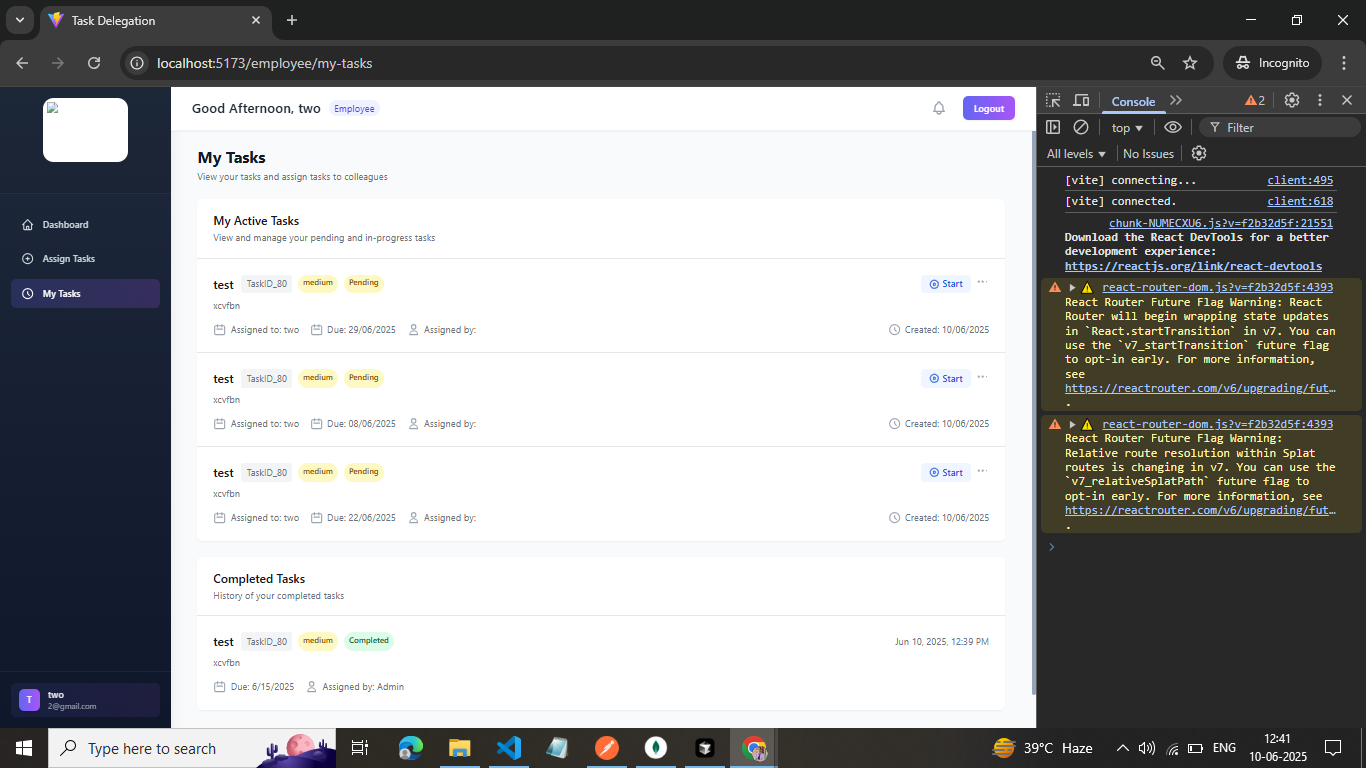 Task Delegation
localhost:5173/employee/my-tasks
Incognito
Good Afternoon, two
Employee
Logout
Dashboard
Assign Tasks
My Tasks
two
2@gmail.com
T
My Tasks
View your tasks and assign tasks to colleagues
My Active Tasks
View and manage your pending and in-progress tasks
test TaskID_80 medium Pending Start ...
xcvfbn
Assigned to: two Due: 29/06/2025 Assigned by: Created: 10/06/2025
test TaskID_80 medium Pending Start ...
xcvfbn
Assigned to: two Due: 08/06/2025 Assigned by: Created: 10/06/2025
test TaskID_80 medium Pending Start ...
xcvfbn
Assigned to: two Due: 22/06/2025 Assigned by: Created: 10/06/2025
Completed Tasks
History of your completed tasks
test TaskID_80 medium Completed Jun 10, 2025, 12:39 PM
xcvfbn
Due: 6/15/2025 Assigned by: Admin
Console
2
top
Filter
All levels
No Issues
[vite] connecting... client:495
[vite] connected. client:618
chunk-NUMECXU6.js?v=f2b32d5f:21551
Download the React DevTools for a better
development experience:
https://reactjs.org/link/react-devtools
react-router-dom.js?v=f2b32d5f:4393
React Router Future Flag Warning: React
Router will begin wrapping state updates
in `React.startTransition` in v7. You can
use the `v7_startTransition` future flag
to opt-in early. For more information,
see
https://reactrouter.com/v6/upgrading/fut…
.
react-router-dom.js?v=f2b32d5f:4393
React Router Future Flag Warning:
Relative route resolution within Splat
routes is changing in v7. You can use the
`v7_relativeSplatPath` future flag to
opt-in early. For more information, see
https://reactrouter.com/v6/upgrading/fut…
.
Type here to search
39°C Haze
ENG
12:41
10-06-2025